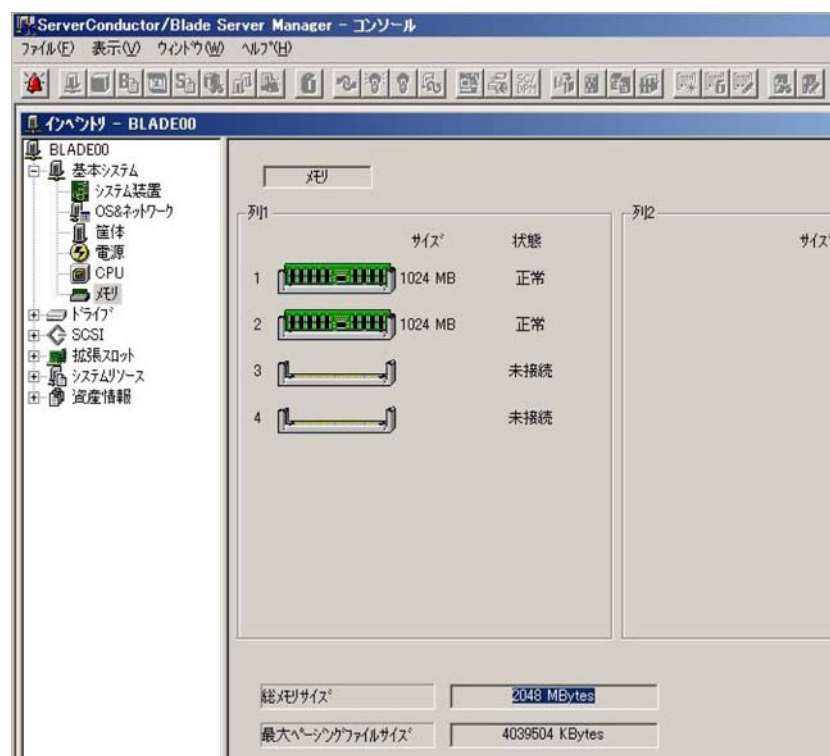 ServerConductor/Blade Server Manager - コンソール
ファイル(F) 表示(V) ウィンドウ(W) ヘルプ(H)
インベントリ - BLADE00
BLADE00
基本システム
システム装置
OS&ネットワーク
筐体
電源
CPU
メモリ
ドライブ
SCSI
拡張スロット
システムリソース
資産情報
メモリ
列1
サイズ 状態
1 1024 MB 正常
2 1024 MB 正常
3 未接続
4 未接続
列2
サイズ
総メモリサイズ 2048 MBytes
最大ページングファイルサイズ 4039504 KBytes